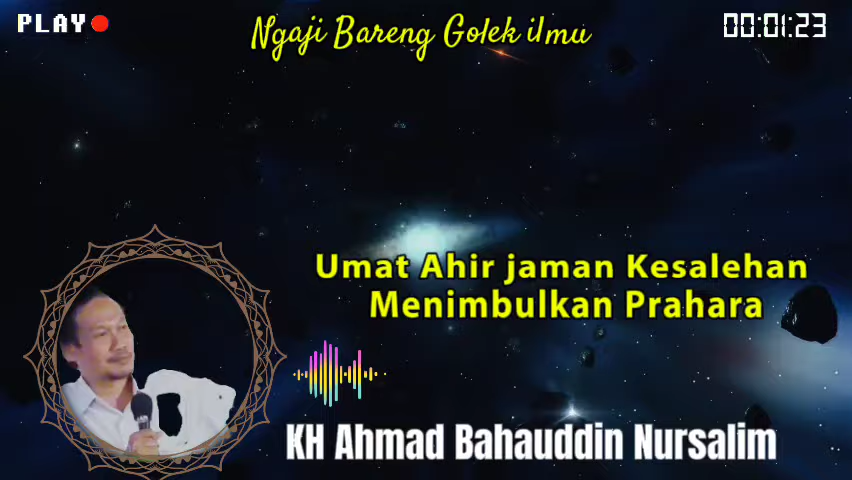 PLAY
Ngaji Bareng Golek ilmu
00:01:23
Umat Ahir jaman Kesalehan
Menimbulkan Prahara
KH Ahmad Bahauddin Nursalim